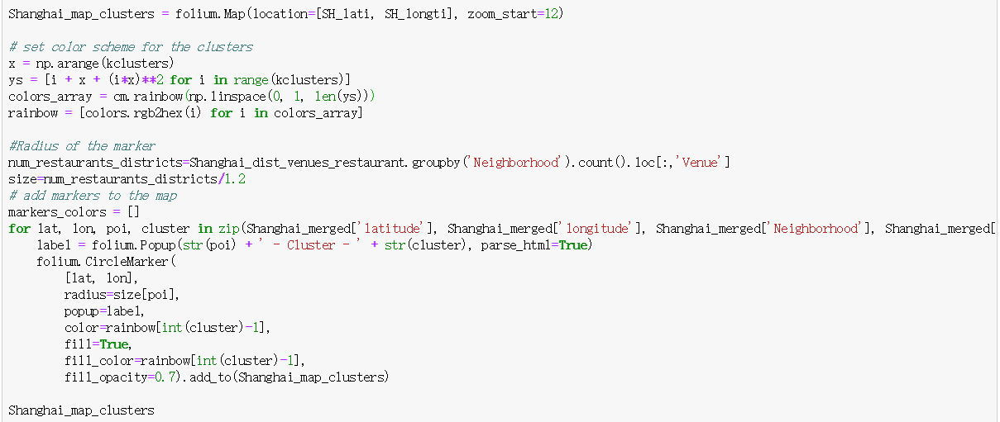 Shanghai_map_clusters = folium.Map(location=[SH_lati, SH_longti], zoom_start=12)
# set color scheme for the clusters
x = np.arange(kclusters)
ys = [i + x + (i*x)**2 for i in range(kclusters)]
colors_array = cm.rainbow(np.linspace(0, 1, len(ys)))
rainbow = [colors.rgb2hex(i) for i in colors_array]
#Radius of the marker
num_restaurants_districts=Shanghai_dist_venues_restaurant.groupby('Neighborhood').count().loc[:,'Venue']
size=num_restaurants_districts/1.2
# add markers to the map
markers_colors = []
for lat, lon, poi, cluster in zip(Shanghai_merged['latitude'], Shanghai_merged['longitude'], Shanghai_merged['Neighborhood'], Shanghai_merged[
    label = folium.Popup(str(poi) + ' - Cluster - ' + str(cluster), parse_html=True)
    folium.CircleMarker(
        [lat, lon],
        radius=size[poi],
        popup=label,
        color=rainbow[int(cluster)-1],
        fill=True,
        fill_color=rainbow[int(cluster)-1],
        fill_opacity=0.7).add_to(Shanghai_map_clusters)
Shanghai_map_clusters